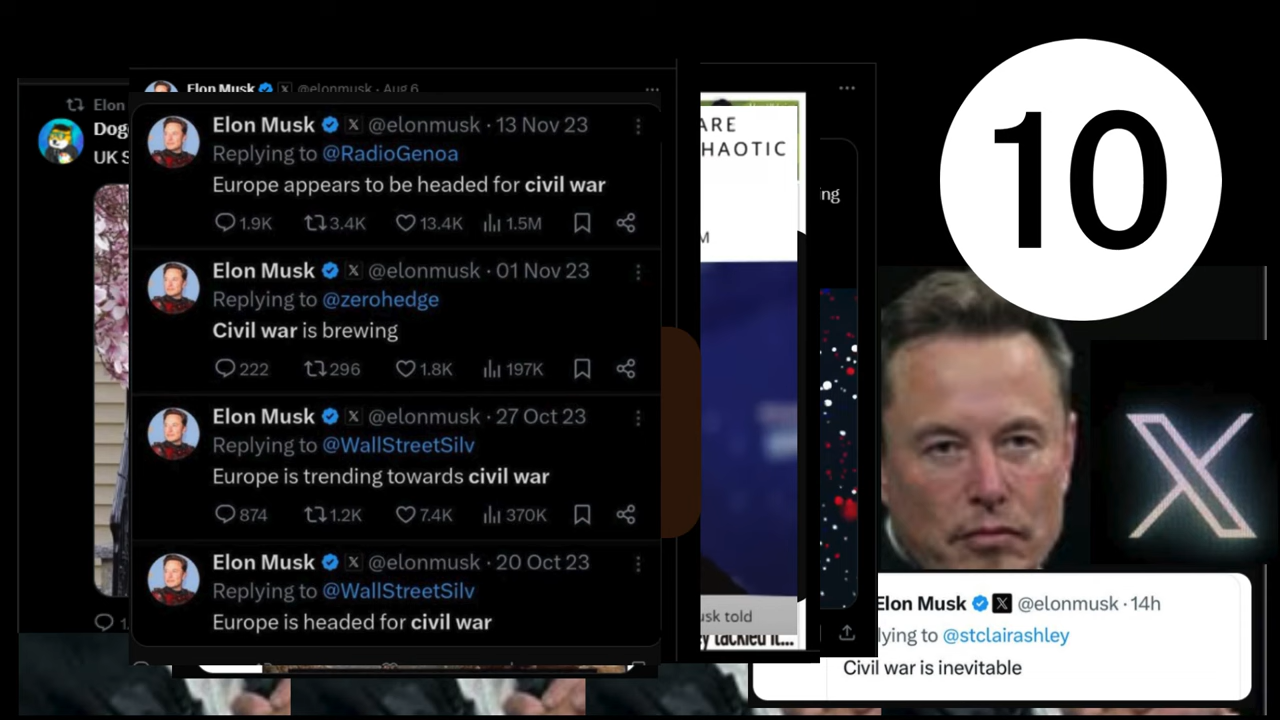 Elon Musk @elonmusk · Aug 6
Elon
Doge
UK S
Elon Musk @elonmusk · 13 Nov 23
Replying to @RadioGenoa
Europe appears to be headed for civil war
1.9K 3.4K 13.4K 1.5M
Elon Musk @elonmusk · 01 Nov 23
Replying to @zerohedge
Civil war is brewing
222 296 1.8K 197K
Elon Musk @elonmusk · 27 Oct 23
Replying to @WallStreetSilv
Europe is trending towards civil war
874 1.2K 7.4K 370K
Elon Musk @elonmusk · 20 Oct 23
Replying to @WallStreetSilv
Europe is headed for civil war
ARE
HAOTIC
M
usk told
ey tackled it...
ng
10
X
Elon Musk @elonmusk · 14h
lying to @stclairashley
Civil war is inevitable